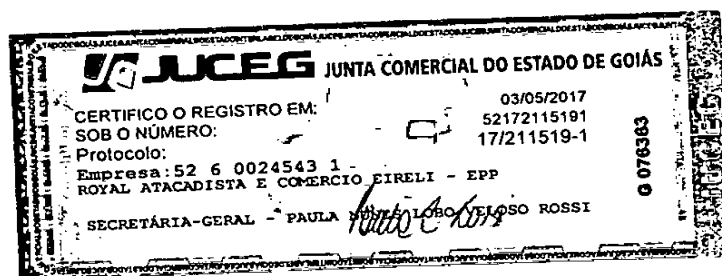 JUCEG JUNTA COMERCIAL DO ESTADO DE GOIÁS
CERTIFICO O REGISTRO EM: 03/05/2017
SOB O NÚMERO: 52172115191
Protocolo: 17/211519-1
Empresa:52 6 0024543 1
ROYAL ATACADISTA E COMERCIO EIRELI - EPP
SECRETÁRIA-GERAL - PAULA LOBO VELOSO ROSSI
G 076363